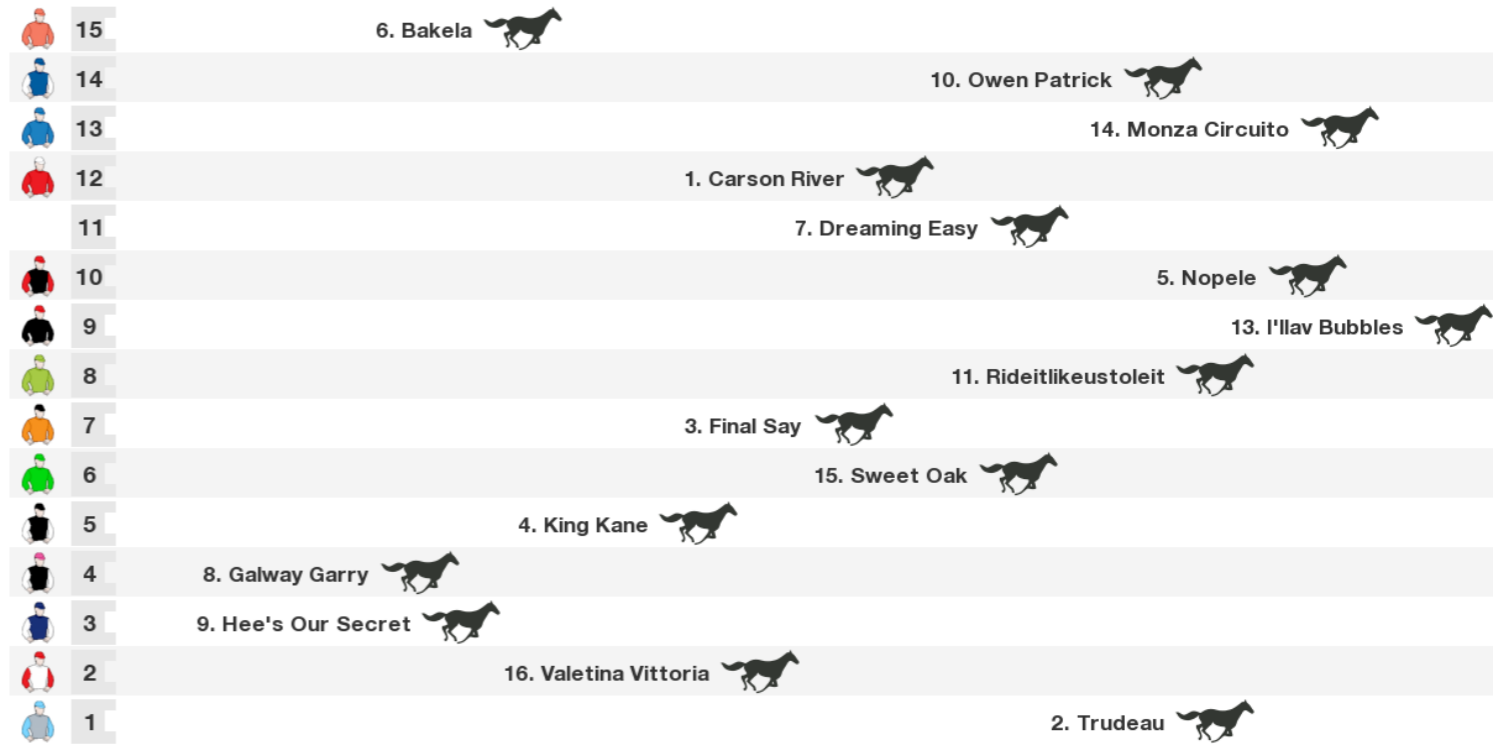 15 6. Bakela
14 10. Owen Patrick
13 14. Monza Circuito
12 1. Carson River
11 7. Dreaming Easy
10 5. Nopele
9 13. I'llav Bubbles
8 11. Rideitlikeustoleit
7 3. Final Say
6 15. Sweet Oak
5 4. King Kane
4 8. Galway Garry
3 9. Hee's Our Secret
2 16. Valetina Vittoria
1 2. Trudeau